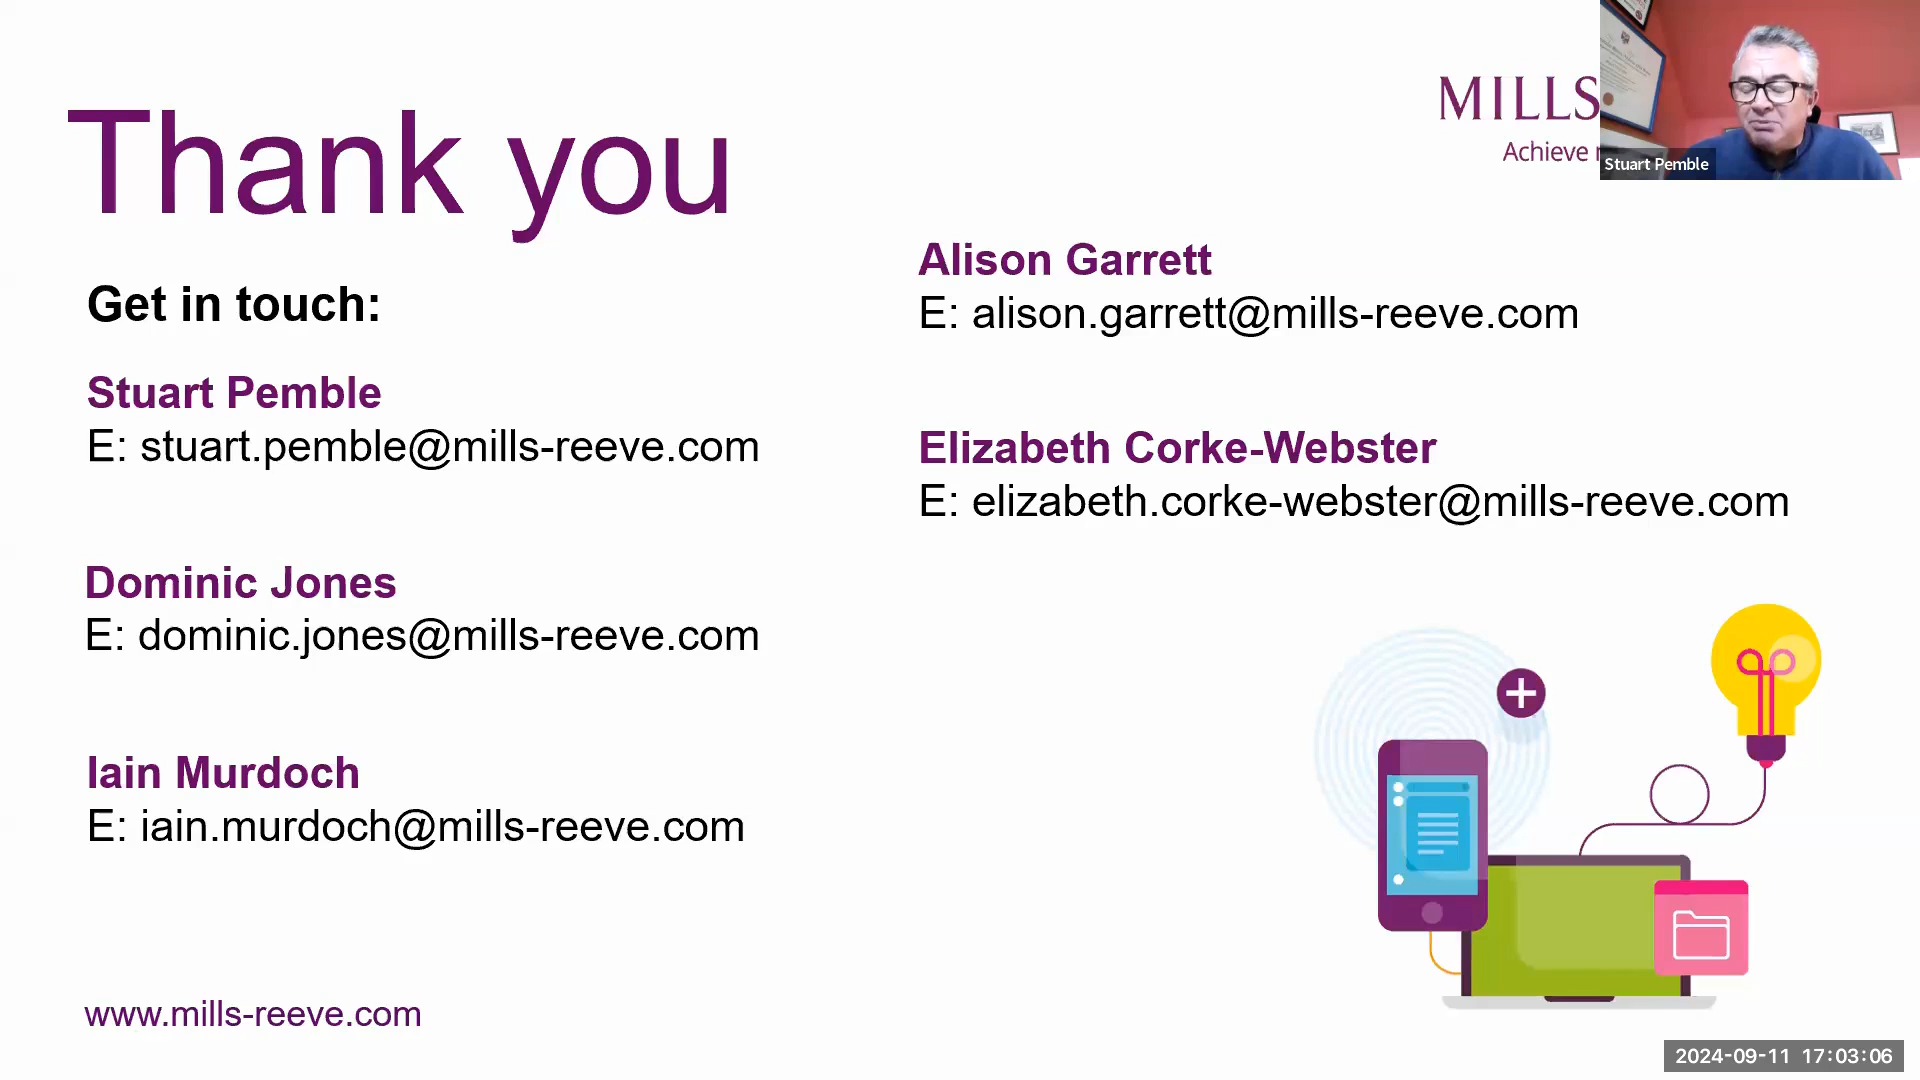 Thank you
MILLS
Achieve
Stuart Pemble
Get in touch:
Stuart Pemble
E: stuart.pemble@mills-reeve.com
Dominic Jones
E: dominic.jones@mills-reeve.com
Iain Murdoch
E: iain.murdoch@mills-reeve.com
Alison Garrett
E: alison.garrett@mills-reeve.com
Elizabeth Corke-Webster
E: elizabeth.corke-webster@mills-reeve.com
www.mills-reeve.com
2024-09-11 17:03:06